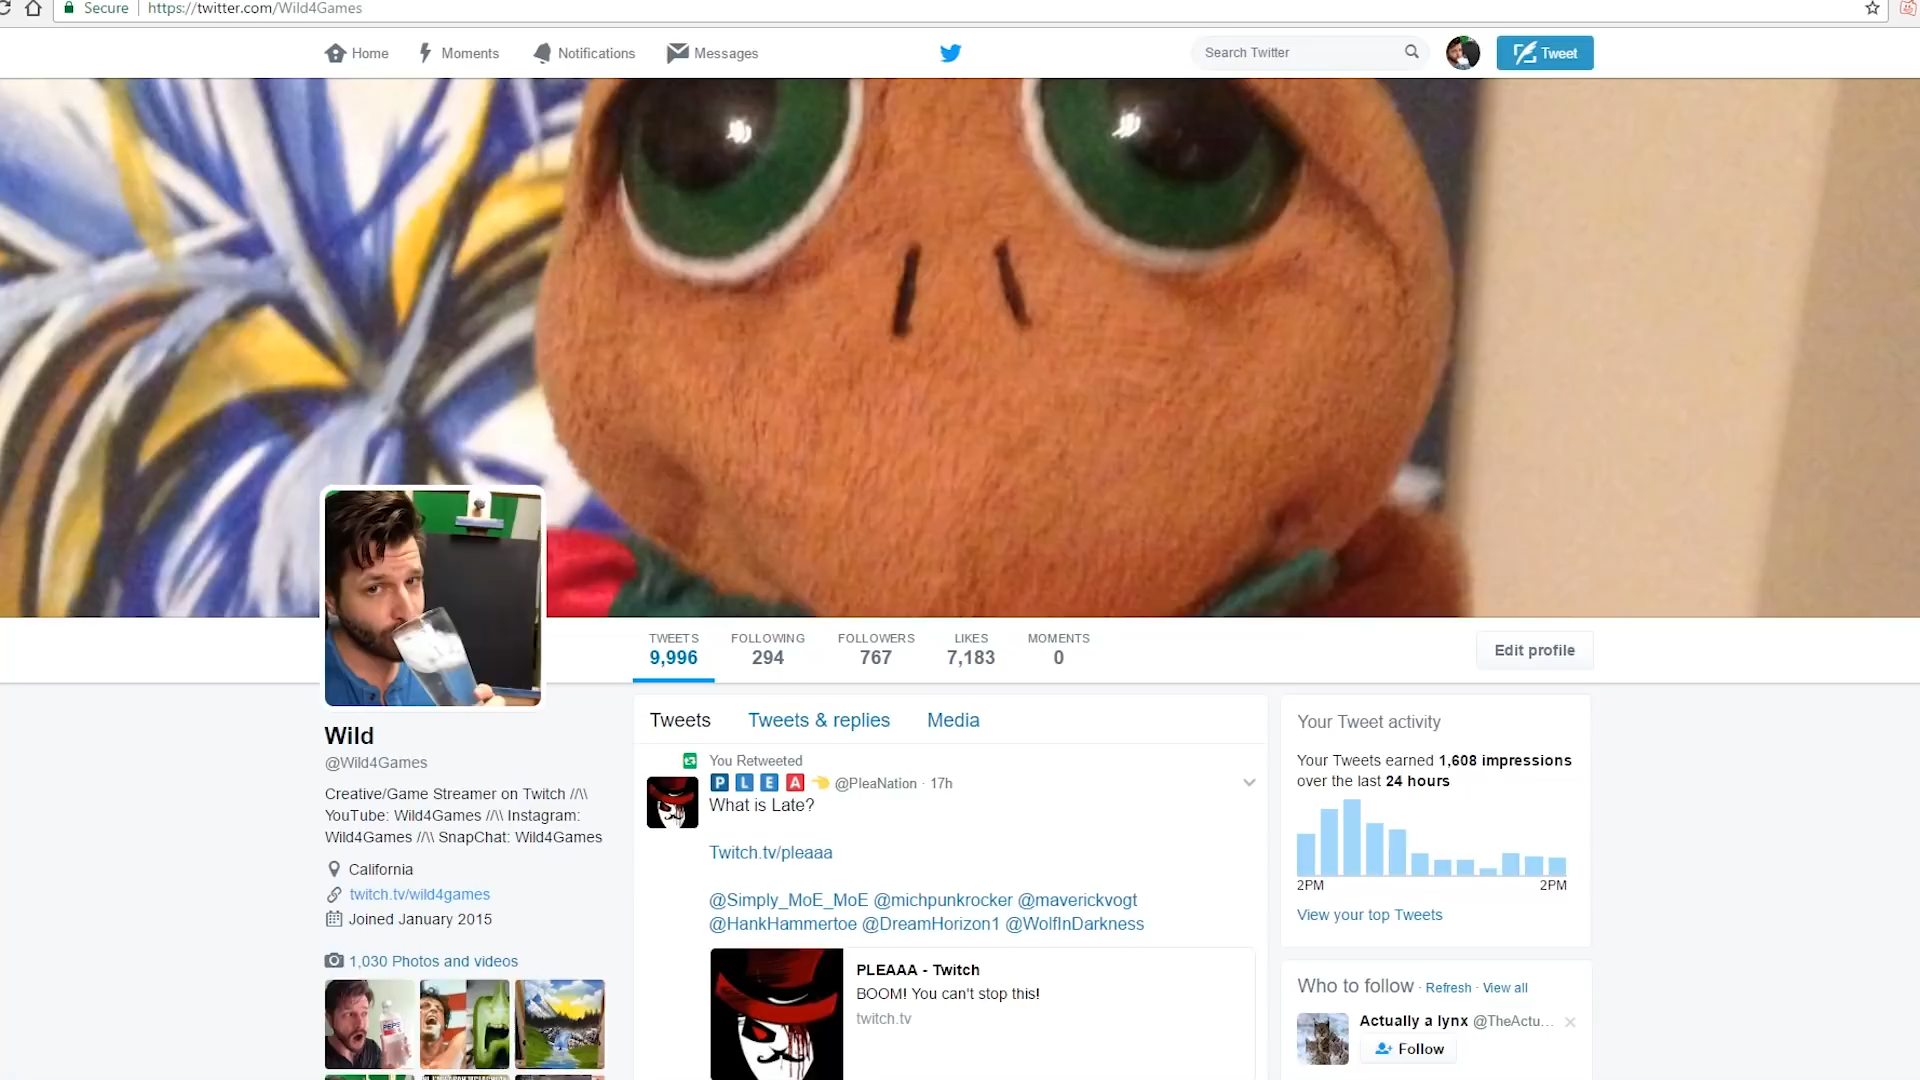 Secure https://twitter.com/Wild4Games
Home Moments Notifications Messages Search Twitter Tweet
TWEETS FOLLOWING FOLLOWERS LIKES MOMENTS
9,996 294 767 7,183 0
Edit profile
Wild
@Wild4Games
Creative/Game Streamer on Twitch //\\
YouTube: Wild4Games //\\ Instagram:
Wild4Games //\\ SnapChat: Wild4Games
California
twitch.tv/wild4games
Joined January 2015
1,030 Photos and videos
PEPSI
Tweets Tweets & replies Media
You Retweeted
P L E A @PleaNation · 17h
What is Late?
Twitch.tv/pleaaa
@Simply_MoE_MoE @michpunkrocker @maverickvogt
@HankHammertoe @DreamHorizon1 @WolfInDarkness
PLEAAA - Twitch
BOOM! You can't stop this!
twitch.tv
Your Tweet activity
Your Tweets earned 1,608 impressions
over the last 24 hours
2PM 2PM
View your top Tweets
Who to follow · Refresh · View all
Actually a lynx @TheActu...
Follow